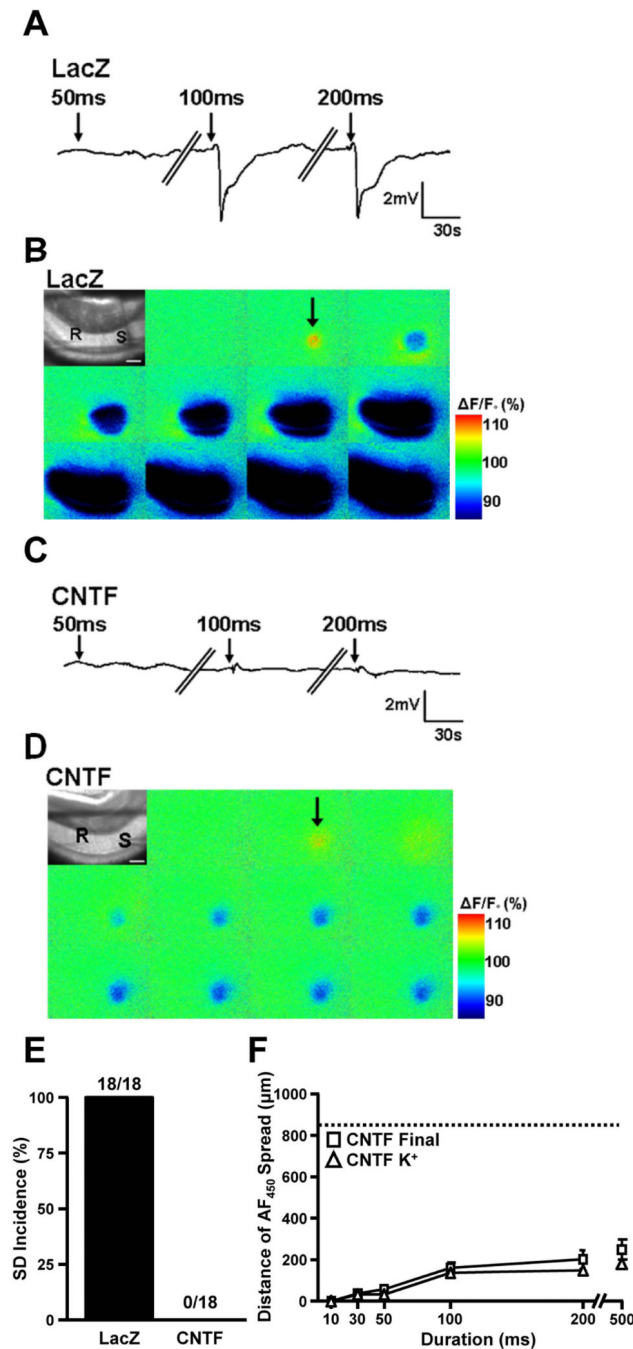 A
LacZ
50ms 100ms 200ms
2mV
30s
B
LacZ
R S
ΔF/F₀ (%)
110
100
90
C
CNTF
50ms 100ms 200ms
2mV
30s
D
CNTF
R S
ΔF/F₀ (%)
110
100
90
E
18/18
100
75
50
25
0
0/18
SD Incidence (%)
LacZ CNTF
F
1000
800
600
400
200
0
CNTF Final
CNTF K⁺
Distance of AF₄₅₀ Spread (µm)
10 30 50 100 200 500
Duration (ms)